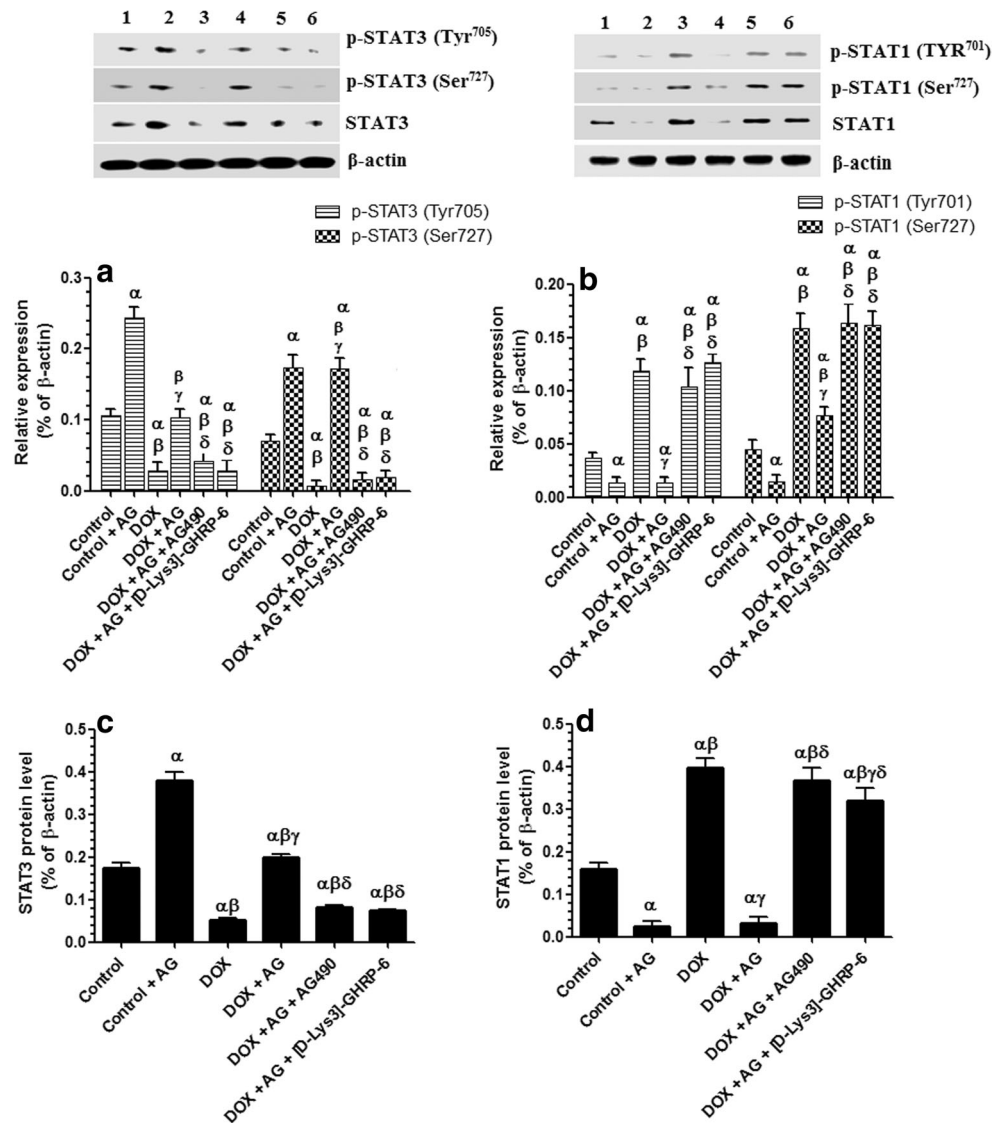 1 2 3 4 5 6
p-STAT3 (Tyr705)
p-STAT3 (Ser727)
STAT3
β-actin
1 2 3 4 5 6
p-STAT1 (TYR701)
p-STAT1 (Ser727)
STAT1
β-actin
p-STAT3 (Tyr705)
p-STAT3 (Ser727)
p-STAT1 (Tyr701)
p-STAT1 (Ser727)
a
Relative expression
(% of β-actin)
0.3
0.2
0.1
0.0
α
α
β
β
γ
α
β
δ
α
β
δ
α
α
β
α
β
γ
α
β
δ
α
β
δ
Control
Control + AG
DOX
DOX + AG
DOX + AG + AG490
DOX + AG + [D-Lys3]-GHRP-6
Control
Control + AG
DOX
DOX + AG
DOX + AG + AG490
DOX + AG + [D-Lys3]-GHRP-6
b
Relative expression
(% of β-actin)
0.20
0.15
0.10
0.05
0.00
α
α
β
α
γ
α
β
δ
α
β
δ
α
α
β
α
β
γ
α
β
δ
α
β
δ
Control
Control + AG
DOX
DOX + AG
DOX + AG + AG490
DOX + AG + [D-Lys3]-GHRP-6
Control
Control + AG
DOX
DOX + AG
DOX + AG + AG490
DOX + AG + [D-Lys3]-GHRP-6
c
STAT3 protein level
(% of β-actin)
0.5
0.4
0.3
0.2
0.1
0.0
α
αβ
αβγ
αβδ
αβδ
Control
Control + AG
DOX
DOX + AG
DOX + AG + AG490
DOX + AG + [D-Lys3]-GHRP-6
d
STAT1 protein level
(% of β-actin)
0.5
0.4
0.3
0.2
0.1
0.0
α
αβ
αγ
αβδ
αβγδ
Control
Control + AG
DOX
DOX + AG
DOX + AG + AG490
DOX + AG + [D-Lys3]-GHRP-6